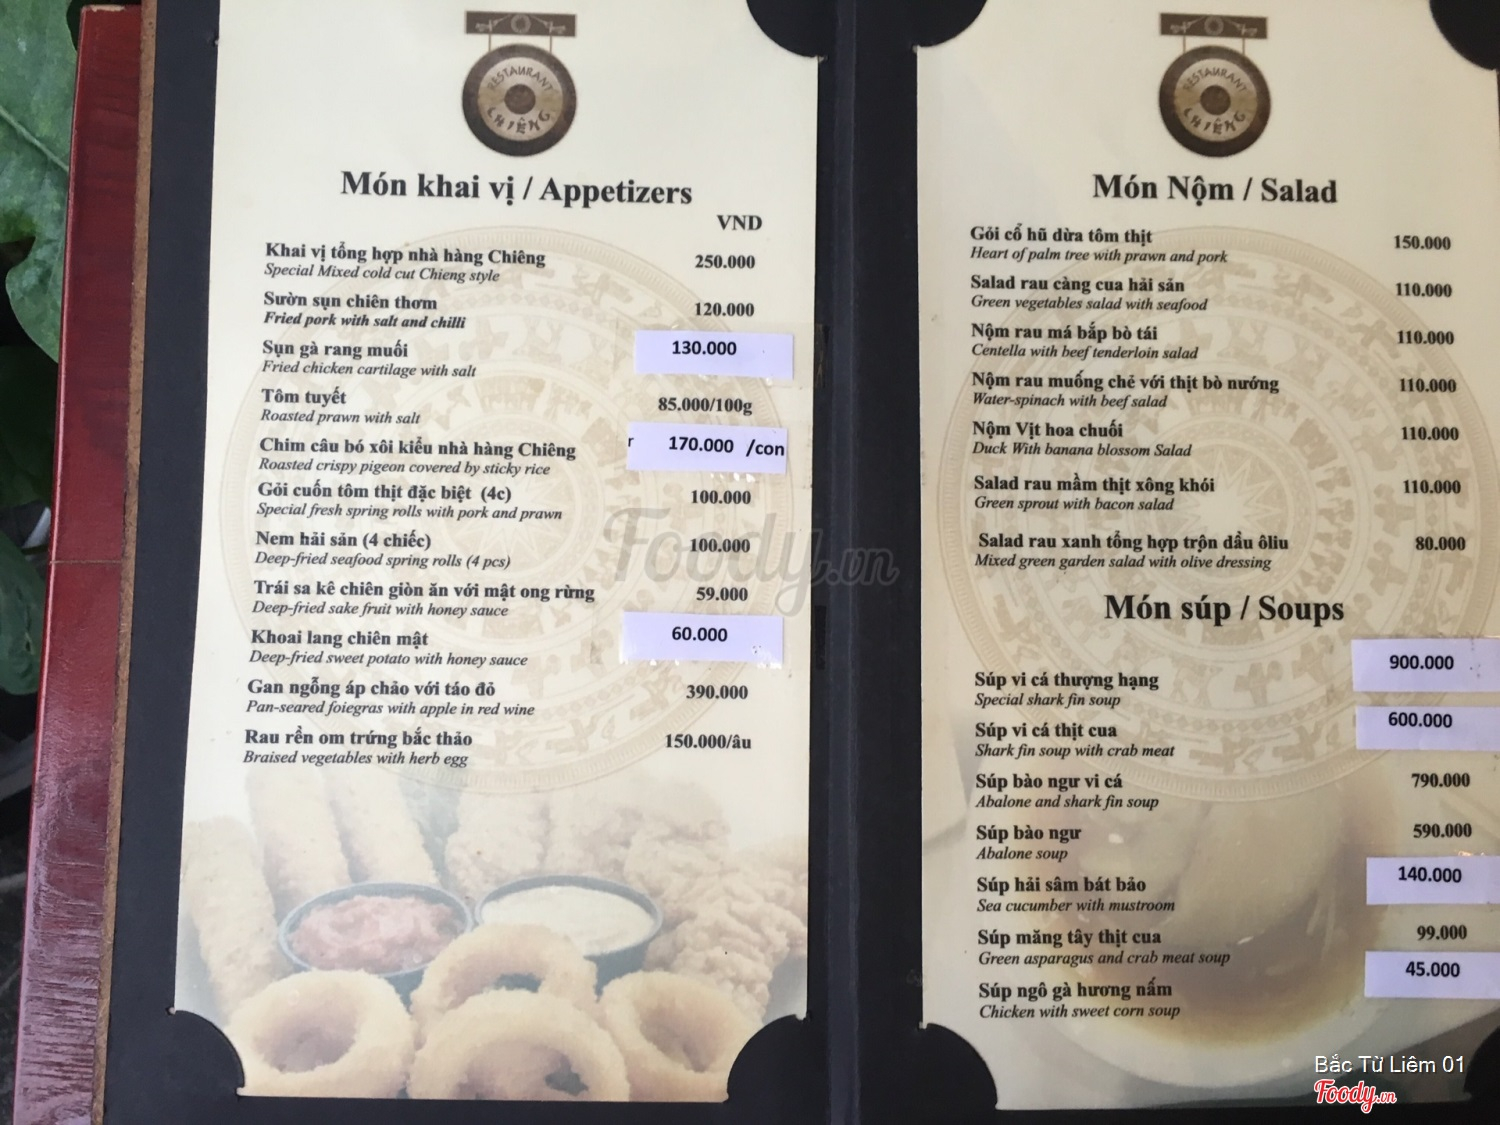 RESTAURANT
CHIÊNG
Món khai vị / Appetizers
VND
Khai vị tổng hợp nhà hàng Chiêng 250.000
Special Mixed cold cut Chieng style
Sườn sụn chiên thơm 120.000
Fried pork with salt and chilli
Sụn gà rang muối 130.000
Fried chicken cartilage with salt
Tôm tuyết 85.000/100g
Roasted prawn with salt
Chim câu bó xôi kiểu nhà hàng Chiêng 170.000 /con
Roasted crispy pigeon covered by sticky rice
Gỏi cuốn tôm thịt đặc biệt (4c) 100.000
Special fresh spring rolls with pork and prawn
Nem hải sản (4 chiếc) 100.000
Deep-fried seafood spring rolls (4 pcs)
Trái sa kê chiên giòn ăn với mật ong rừng 59.000
Deep-fried sake fruit with honey sauce
Khoai lang chiên mật 60.000
Deep-fried sweet potato with honey sauce
Gan ngỗng áp chảo với táo đỏ 390.000
Pan-seared foiegras with apple in red wine
Rau rền om trứng bắc thảo 150.000/âu
Braised vegetables with herb egg
RESTAURANT
CHIÊNG
Món Nộm / Salad
Gỏi cổ hũ dừa tôm thịt 150.000
Heart of palm tree with prawn and pork
Salad rau càng cua hải sản 110.000
Green vegetables salad with seafood
Nộm rau má bắp bò tái 110.000
Centella with beef tenderloin salad
Nộm rau muống chẻ với thịt bò nướng 110.000
Water-spinach with beef salad
Nộm Vịt hoa chuối 110.000
Duck With banana blossom Salad
Salad rau mầm thịt xông khói 110.000
Green sprout with bacon salad
Salad rau xanh tổng hợp trộn dầu ôliu 80.000
Mixed green garden salad with olive dressing
Món súp / Soups
Súp vi cá thượng hạng 900.000
Special shark fin soup
Súp vi cá thịt cua 600.000
Shark fin soup with crab meat
Súp bào ngư vi cá 790.000
Abalone and shark fin soup
Súp bào ngư 590.000
Abalone soup
Súp hải sâm bát bảo 140.000
Sea cucumber with mustroom
Súp măng tây thịt cua 99.000
Green asparagus and crab meat soup
Súp ngô gà hương nấm 45.000
Chicken with sweet corn soup
Foody.vn
Bắc Từ Liêm 01
Foody.vn